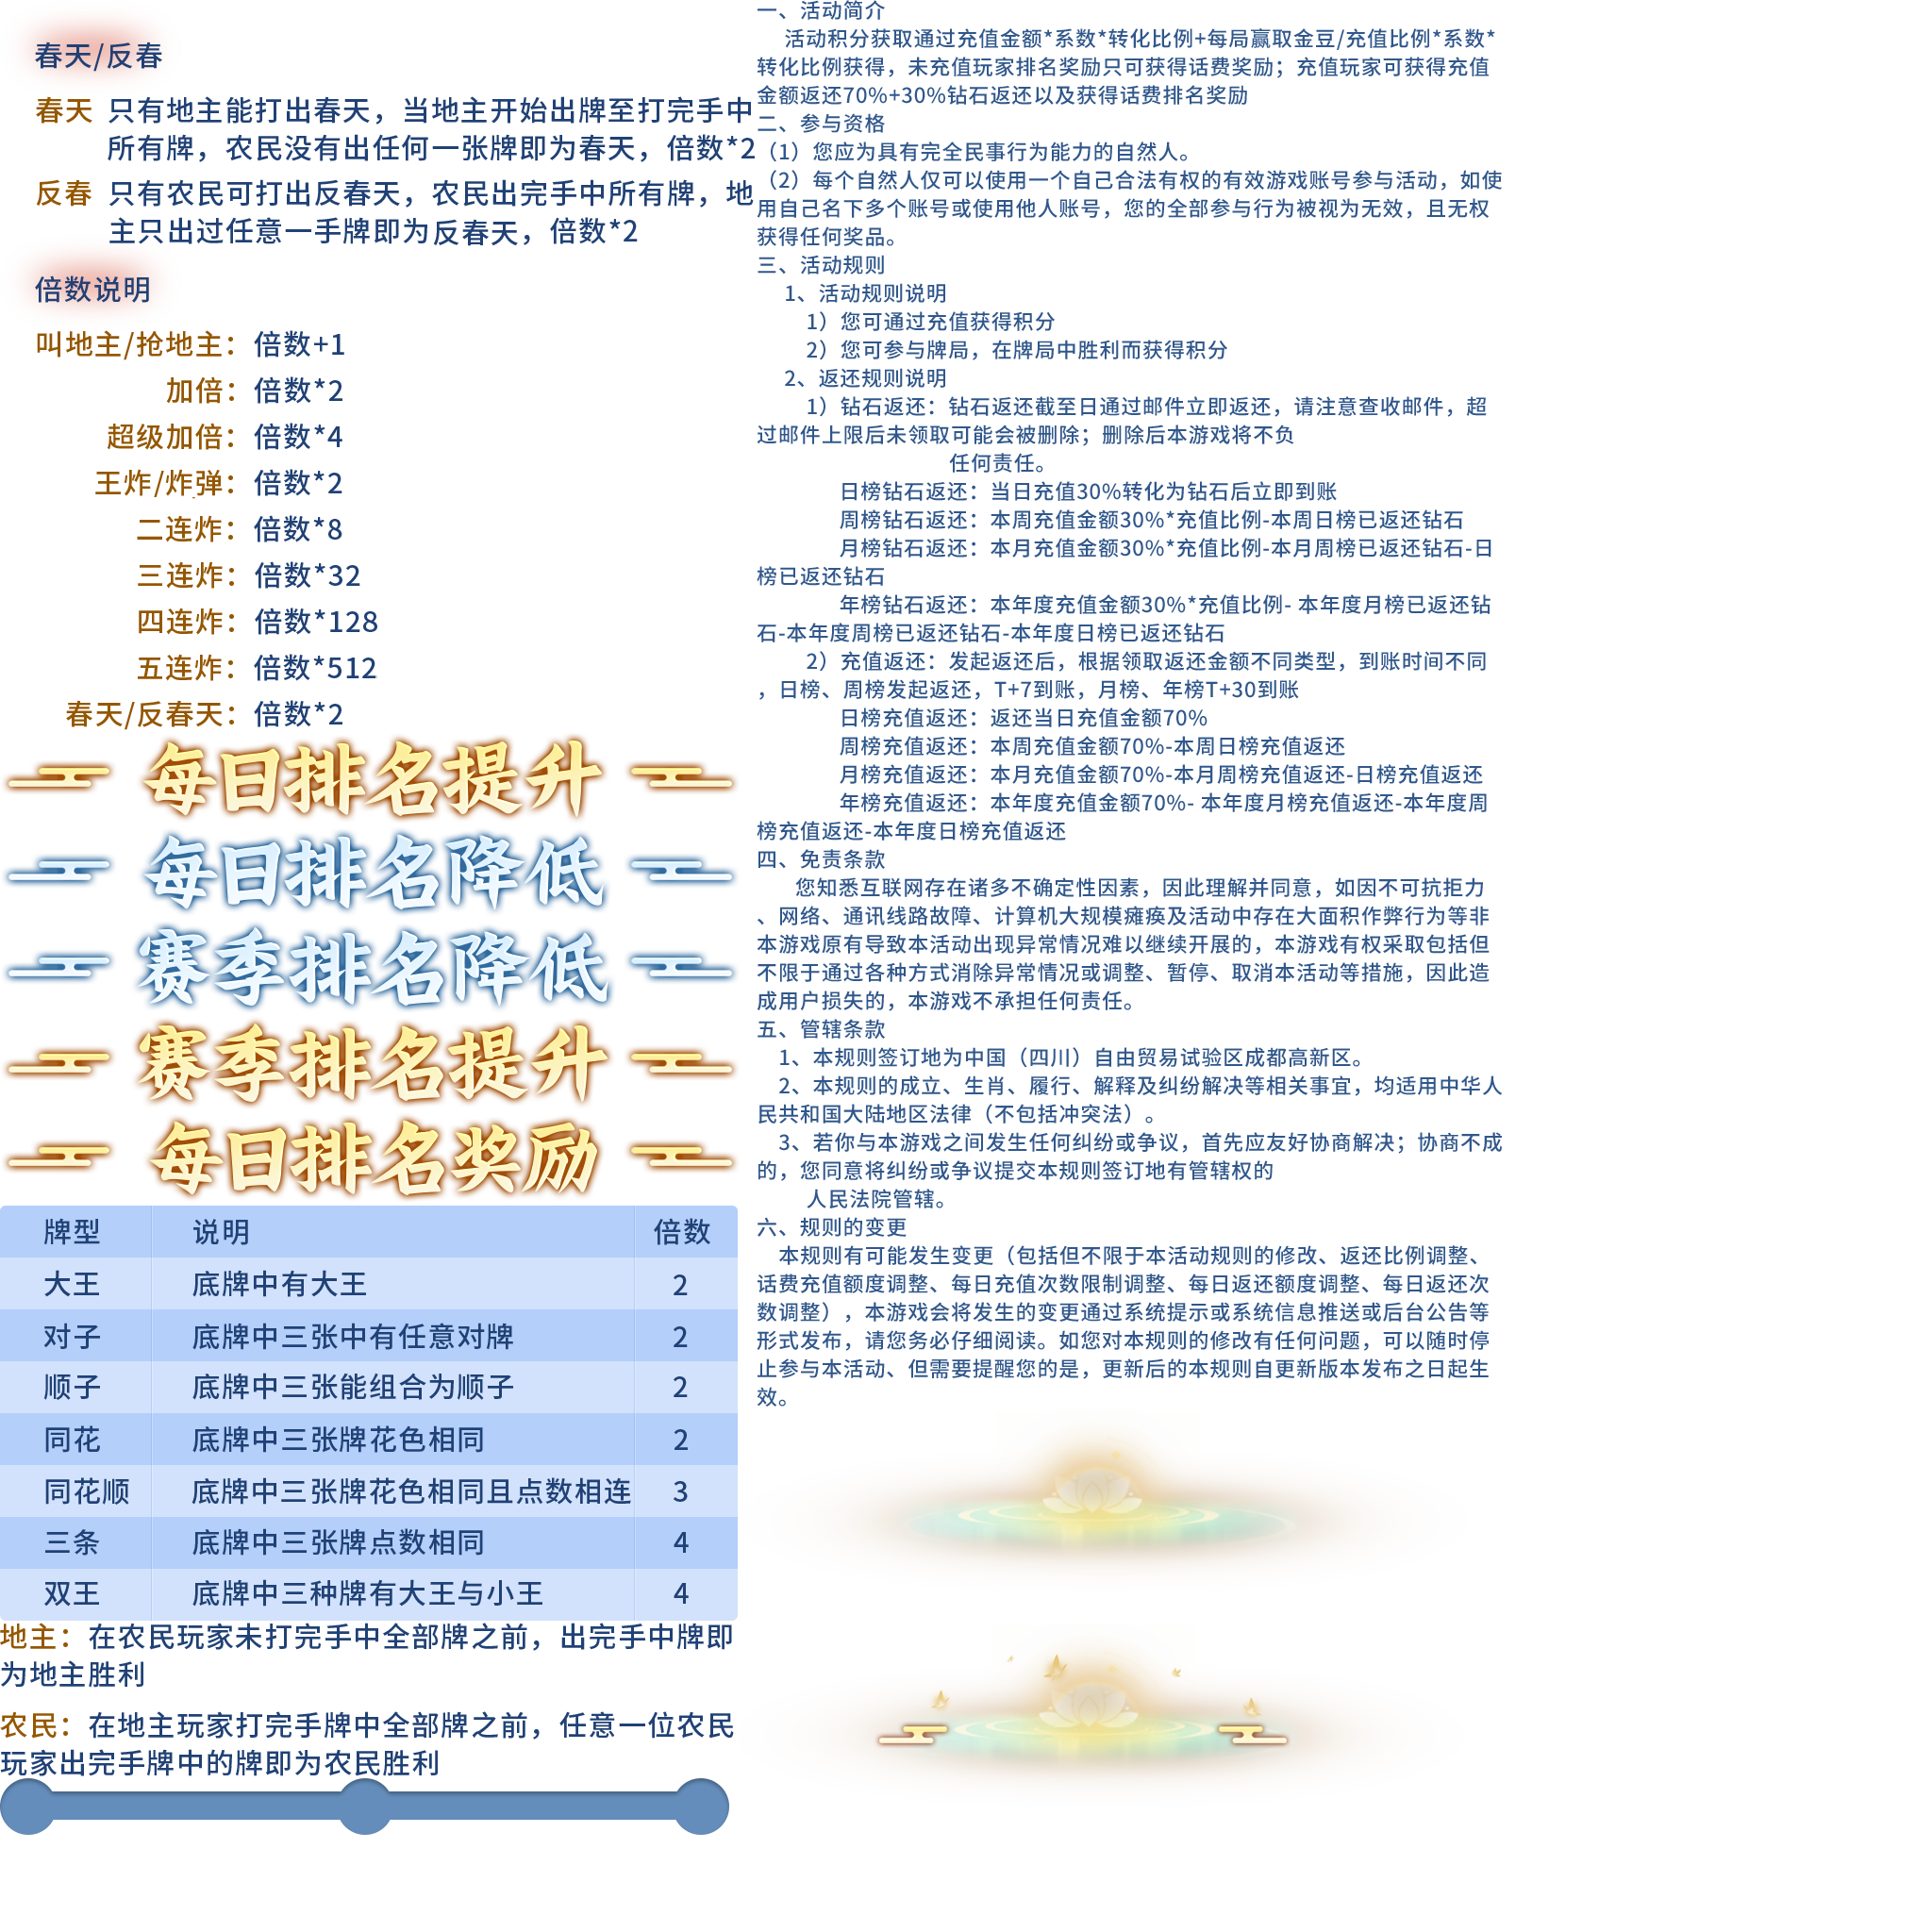 春天/反春
春天 只有地主能打出春天，当地主开始出牌至打完手中
所有牌，农民没有出任何一张牌即为春天，倍数*2
反春 只有农民可打出反春天，农民出完手中所有牌，地
主只出过任意一手牌即为反春天，倍数*2
倍数说明
叫地主/抢地主：倍数+1
加倍：倍数*2
超级加倍：倍数*4
王炸/炸弹：倍数*2
二连炸：倍数*8
三连炸：倍数*32
四连炸：倍数*128
五连炸：倍数*512
春天/反春天：倍数*2
每日排名提升
每日排名降低
赛季排名降低
赛季排名提升
每日排名奖励
牌型 说明 倍数
大王 底牌中有大王 2
对子 底牌中三张中有任意对牌 2
顺子 底牌中三张能组合为顺子 2
同花 底牌中三张牌花色相同 2
同花顺 底牌中三张牌花色相同且点数相连 3
三条 底牌中三张牌点数相同 4
双王 底牌中三种牌有大王与小王 4
地主：在农民玩家未打完手中全部牌之前，出完手中牌即
为地主胜利
农民：在地主玩家打完手牌中全部牌之前，任意一位农民
玩家出完手牌中的牌即为农民胜利
一、活动简介
活动积分获取通过充值金额*系数*转化比例+每局赢取金豆/充值比例*系数*
转化比例获得，未充值玩家排名奖励只可获得话费奖励；充值玩家可获得充值
金额返还70%+30%钻石返还以及获得话费排名奖励
二、参与资格
（1）您应为具有完全民事行为能力的自然人。
（2）每个自然人仅可以使用一个自己合法有权的有效游戏账号参与活动，如使
用自己名下多个账号或使用他人账号，您的全部参与行为被视为无效，且无权
获得任何奖品。
三、活动规则
1、活动规则说明
1）您可通过充值获得积分
2）您可参与牌局，在牌局中胜利而获得积分
2、返还规则说明
1）钻石返还：钻石返还截至日通过邮件立即返还，请注意查收邮件，超
过邮件上限后未领取可能会被删除；删除后本游戏将不负
任何责任。
日榜钻石返还：当日充值30%转化为钻石后立即到账
周榜钻石返还：本周充值金额30%*充值比例-本周日榜已返还钻石
月榜钻石返还：本月充值金额30%*充值比例-本月周榜已返还钻石-日
榜已返还钻石
年榜钻石返还：本年度充值金额30%*充值比例- 本年度月榜已返还钻
石-本年度周榜已返还钻石-本年度日榜已返还钻石
2）充值返还：发起返还后，根据领取返还金额不同类型，到账时间不同
，日榜、周榜发起返还，T+7到账，月榜、年榜T+30到账
日榜充值返还：返还当日充值金额70%
周榜充值返还：本周充值金额70%-本周日榜充值返还
月榜充值返还：本月充值金额70%-本月周榜充值返还-日榜充值返还
年榜充值返还：本年度充值金额70%- 本年度月榜充值返还-本年度周
榜充值返还-本年度日榜充值返还
四、免责条款
您知悉互联网存在诸多不确定性因素，因此理解并同意，如因不可抗拒力
、网络、通讯线路故障、计算机大规模瘫痪及活动中存在大面积作弊行为等非
本游戏原有导致本活动出现异常情况难以继续开展的，本游戏有权采取包括但
不限于通过各种方式消除异常情况或调整、暂停、取消本活动等措施，因此造
成用户损失的，本游戏不承担任何责任。
五、管辖条款
1、本规则签订地为中国（四川）自由贸易试验区成都高新区。
2、本规则的成立、生肖、履行、解释及纠纷解决等相关事宜，均适用中华人
民共和国大陆地区法律（不包括冲突法）。
3、若你与本游戏之间发生任何纠纷或争议，首先应友好协商解决；协商不成
的，您同意将纠纷或争议提交本规则签订地有管辖权的
人民法院管辖。
六、规则的变更
本规则有可能发生变更（包括但不限于本活动规则的修改、返还比例调整、
话费充值额度调整、每日充值次数限制调整、每日返还额度调整、每日返还次
数调整），本游戏会将发生的变更通过系统提示或系统信息推送或后台公告等
形式发布，请您务必仔细阅读。如您对本规则的修改有任何问题，可以随时停
止参与本活动、但需要提醒您的是，更新后的本规则自更新版本发布之日起生
效。